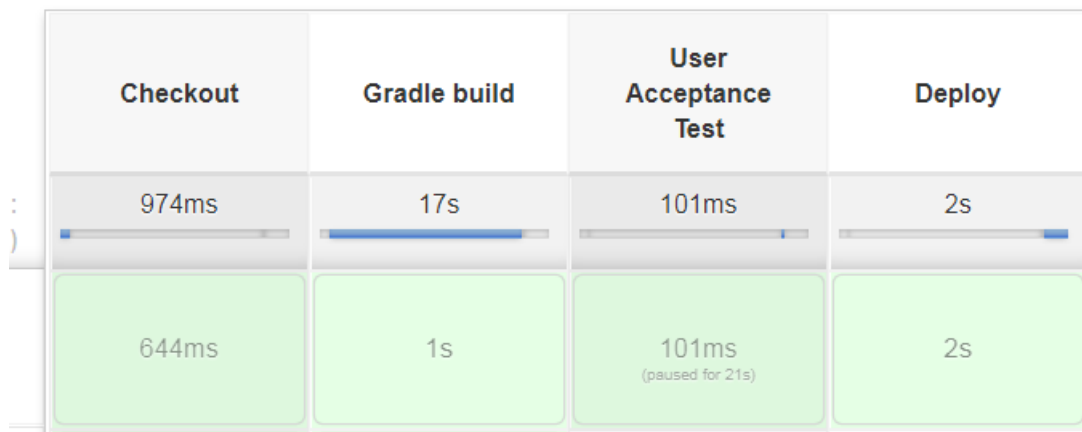 Checkout
Gradle build
User
Acceptance
Test
Deploy
:
)
974ms
17s
101ms
2s
644ms
1s
101ms
(paused for 21s)
2s